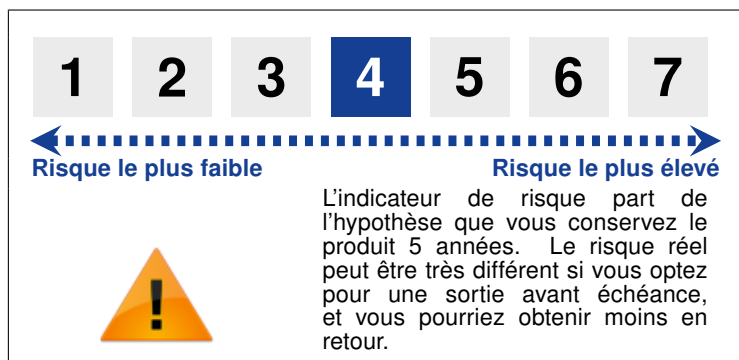 1 2 3 4 5 6 7
Risque le plus faible Risque le plus élevé
L'indicateur de risque part de
l'hypothèse que vous conservez le
produit 5 années. Le risque réel
peut être très différent si vous optez
pour une sortie avant échéance,
et vous pourriez obtenir moins en
retour.